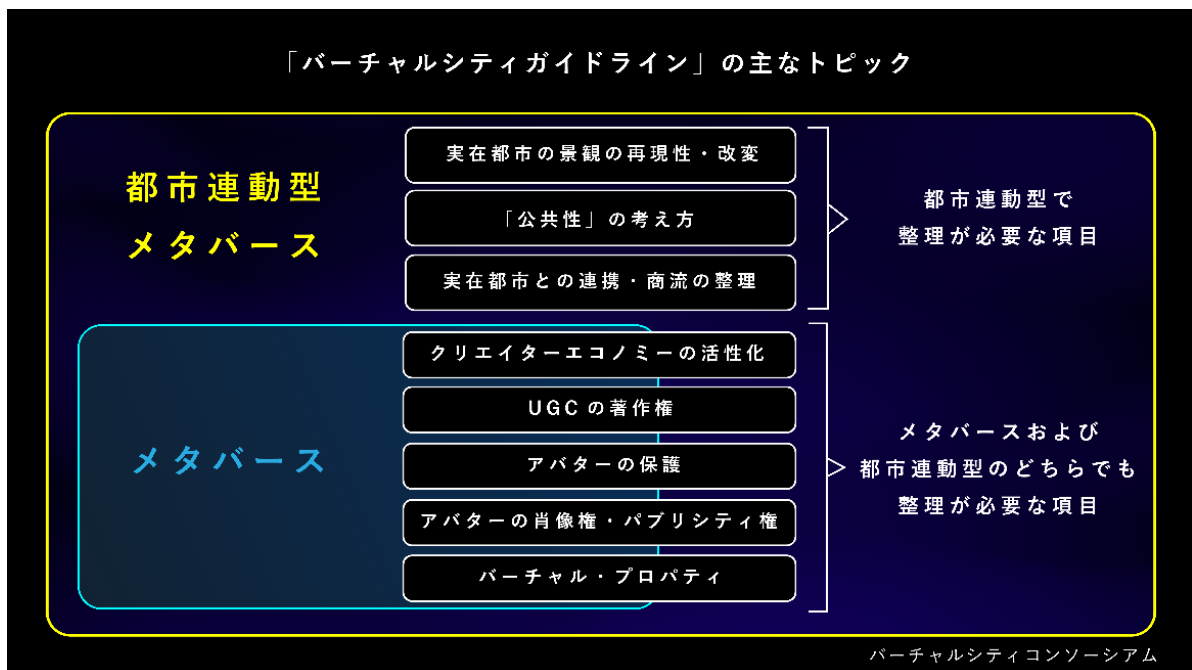 「バーチャルシティガイドライン」の主なトピック
都市連動型
メタバース
実在都市の景観の再現性・改変
「公共性」の考え方
実在都市との連携・商流の整理
都市連動型で
整理が必要な項目
メタバース
クリエイターエコノミーの活性化
UGCの著作権
アバターの保護
アバターの肖像権・パブリシティ権
バーチャル・プロパティ
メタバースおよび
都市連動型のどちらでも
整理が必要な項目
バーチャルシティコンソーシアム